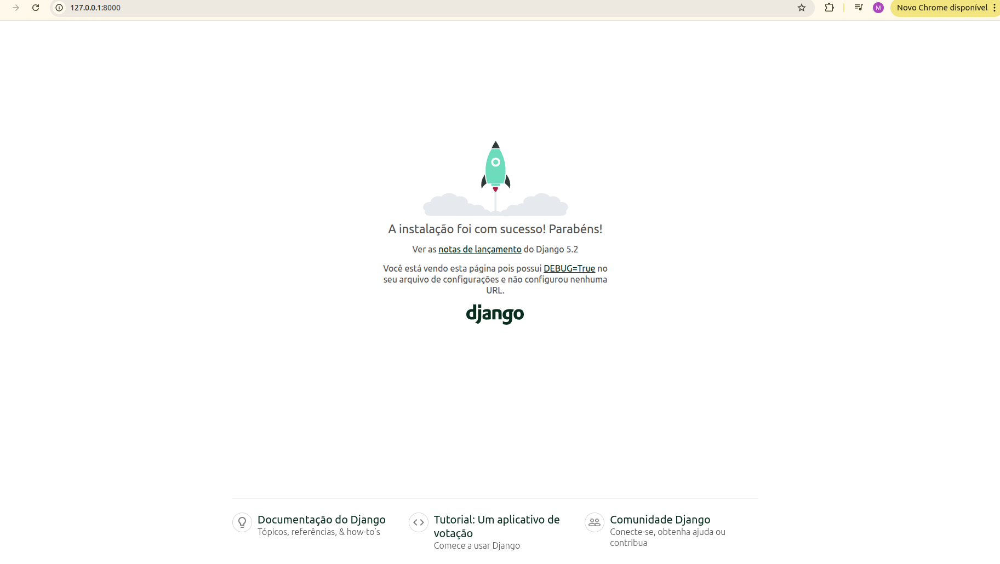 127.0.0.1:8000
M
Novo Chrome disponível
A instalação foi com sucesso! Parabéns!
Ver as notas de lançamento do Django 5.2
Você está vendo esta página pois possui DEBUG=True no
seu arquivo de configurações e não configurou nenhuma
URL.
django
Documentação do Django
Tópicos, referências, & how-to’s
Tutorial: Um aplicativo de
votação
Comece a usar Django
Comunidade Django
Conecte-se, obtenha ajuda ou
contribua